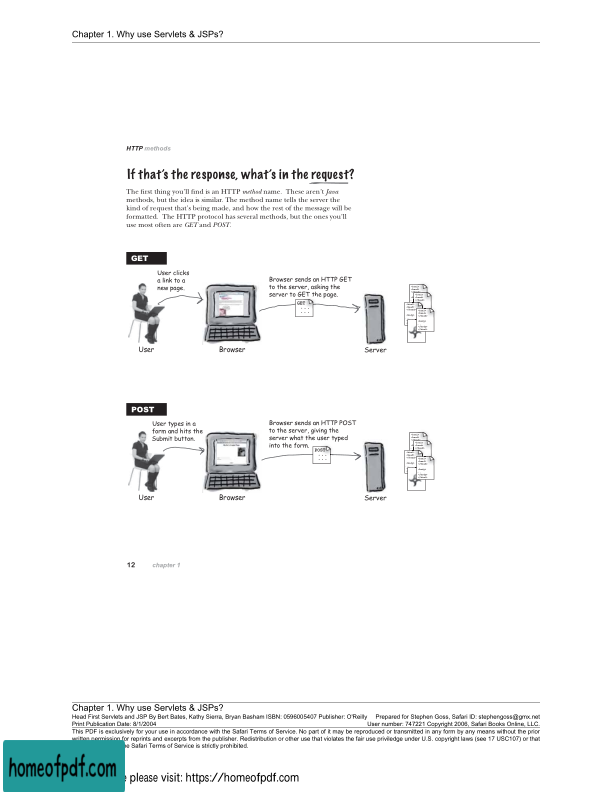 Chapter 1. Why use Servlets & JSPs?
HTTP methods
If that's the response, what's in the request?
The first thing you'll find is an HTTP method name. These aren't Java
methods, but the idea is similar. The method name tells the server the
kind of request that's being made, and how the rest of the message will be
formatted. The HTTP protocol has several methods, but the ones you'll
use most often are GET and POST.
GET
User clicks
a link to a
new page.
Browser sends an HTTP GET
to the server, asking the
server to GET the page.
GET
User
Browser
Server
POST
User types in a
form and hits the
Submit button.
Browser sends an HTTP POST
to the server, giving the
server what the user typed
into the form.
POST
User
Browser
Server
12 chapter 1
Chapter 1. Why use Servlets & JSPs?
Head First Servlets and JSP By Bert Bates, Kathy Sierra, Bryan Basham ISBN: 0596005407 Publisher: O'Reilly Prepared for Stephen Goss, Safari ID: stephengoss@gmx.net
Print Publication Date: 8/1/2004 User number: 747221 Copyright 2006, Safari Books Online, LLC.
This PDF is exclusively for your use in accordance with the Safari Terms of Service. No part of it may be reproduced or transmitted in any form by any means without the prior
written permission for reprints and excerpts from the publisher. Redistribution or other use that violates the fair use priviledge under U.S. copyright laws (see 17 USC107) or that
Safari Terms of Service is strictly prohibited.
homeofpdf.com
please visit: https://homeofpdf.com